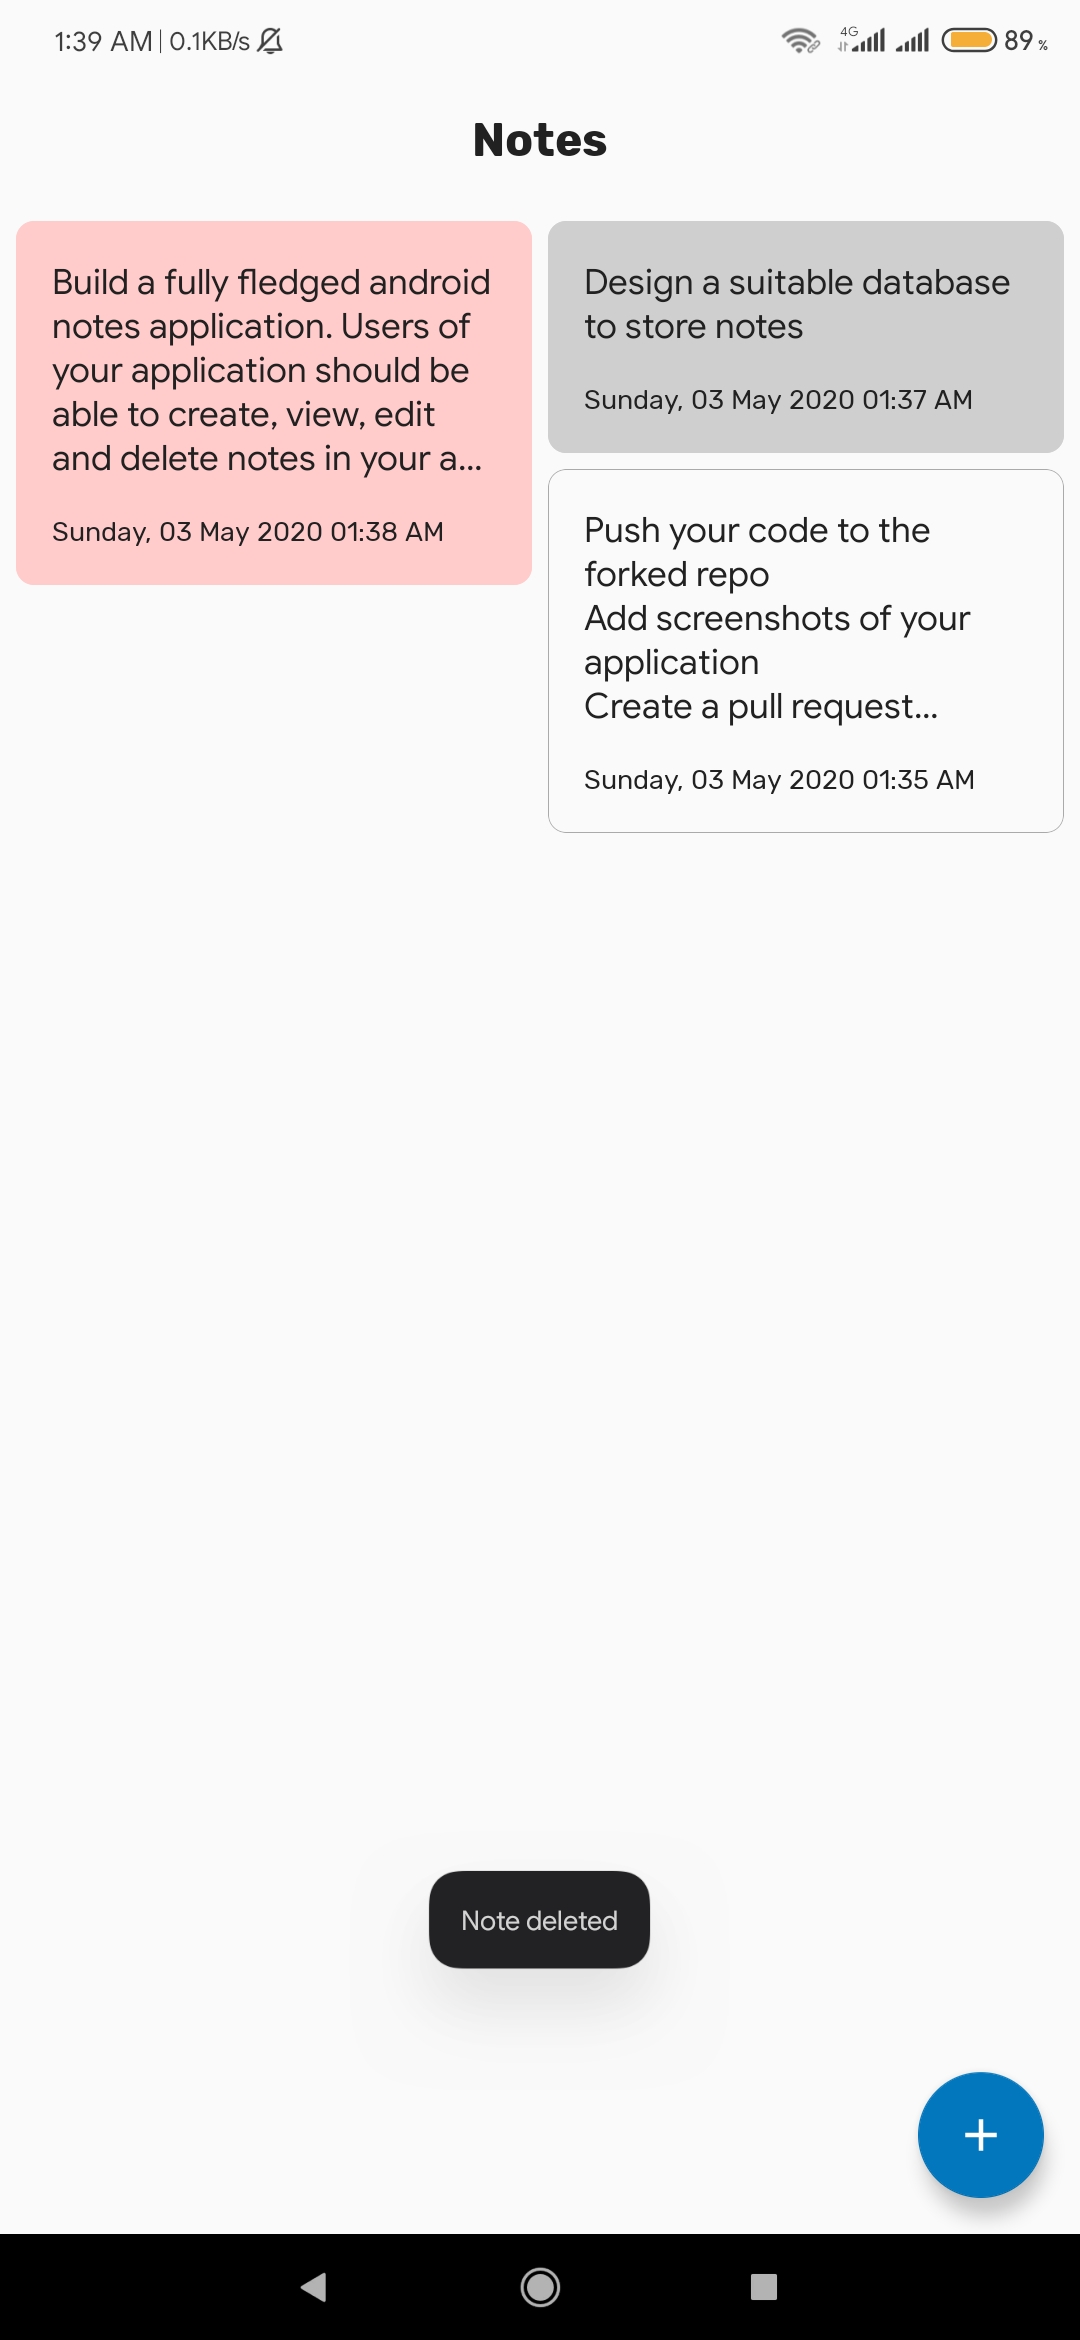 1:39 AM | 0.1KB/s
4G
89 %
Notes
Build a fully fledged android
notes application. Users of
your application should be
able to create, view, edit
and delete notes in your a...
Sunday, 03 May 2020 01:38 AM
Design a suitable database
to store notes
Sunday, 03 May 2020 01:37 AM
Push your code to the
forked repo
Add screenshots of your
application
Create a pull request...
Sunday, 03 May 2020 01:35 AM
Note deleted